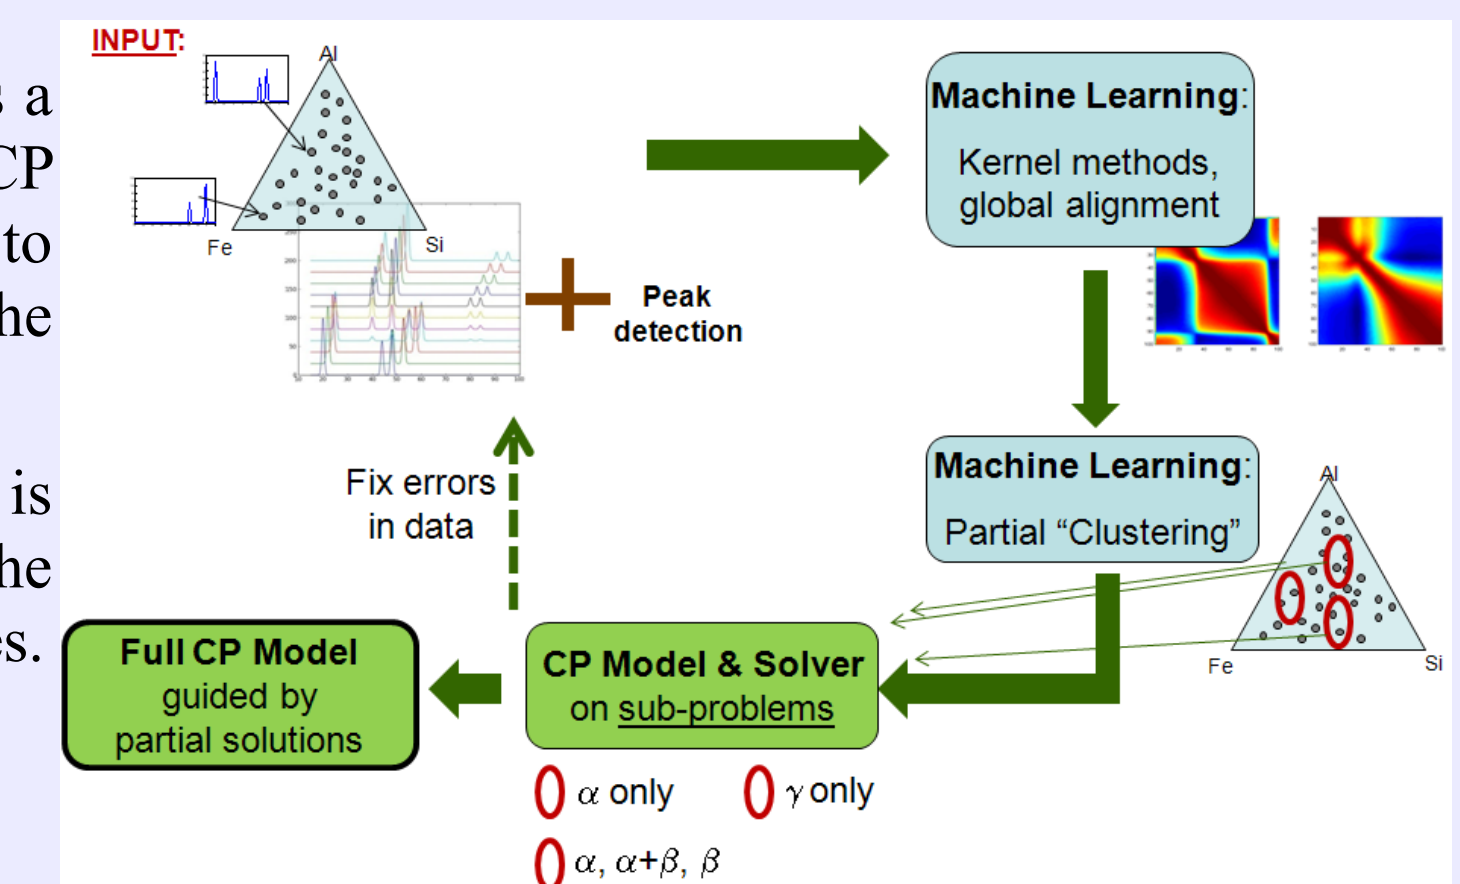 s a
CP
to
he
is
he
es.
INPUT:
Al
Fe
Si
Peak
detection
Machine Learning:
Kernel methods,
global alignment
Machine Learning:
Partial “Clustering”
Al
Fe
Si
Fix errors
in data
CP Model & Solver
on sub-problems
Full CP Model
guided by
partial solutions
α only
γ only
α, α+β, β